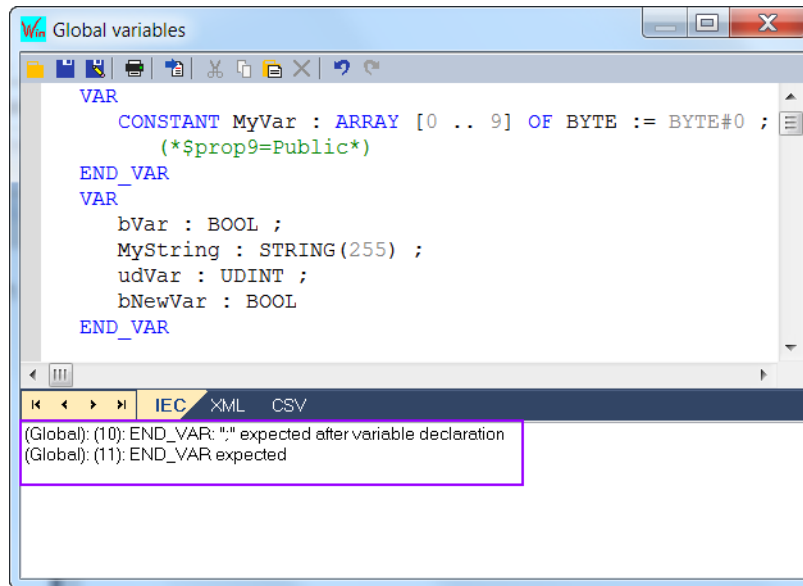 Win Global variables
VAR
CONSTANT MyVar : ARRAY [0 .. 9] OF BYTE := BYTE#0 ;
(*$prop9=Public*)
END_VAR
VAR
bVar : BOOL ;
MyString : STRING(255) ;
udVar : UDINT ;
bNewVar : BOOL
END_VAR
IEC XML CSV
(Global): (10): END_VAR: ";" expected after variable declaration
(Global): (11): END_VAR expected